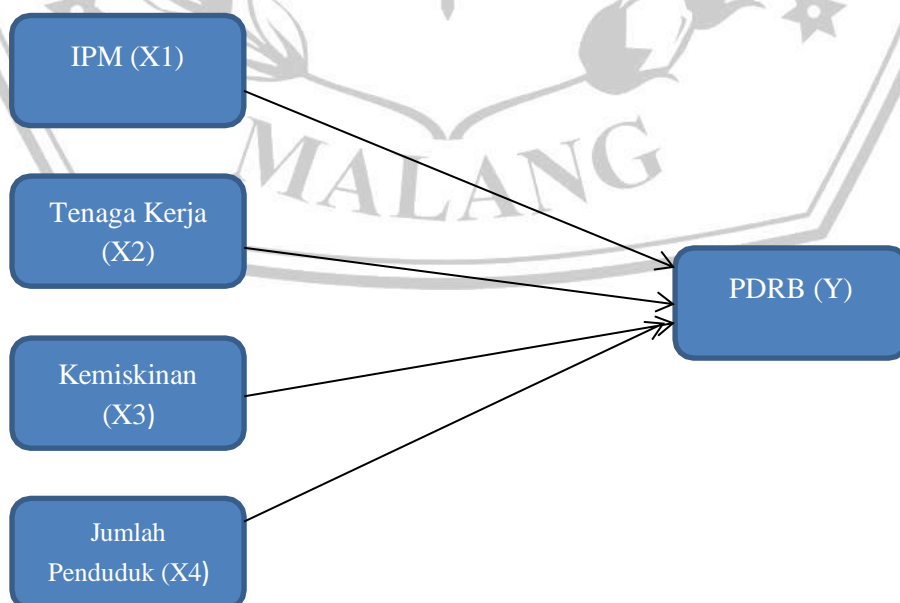 IPM (X1)
MALANG
Tenaga Kerja
(X2)
PDRB (Y)
Kemiskinan
(X3)
Jumlah
Penduduk (X4)